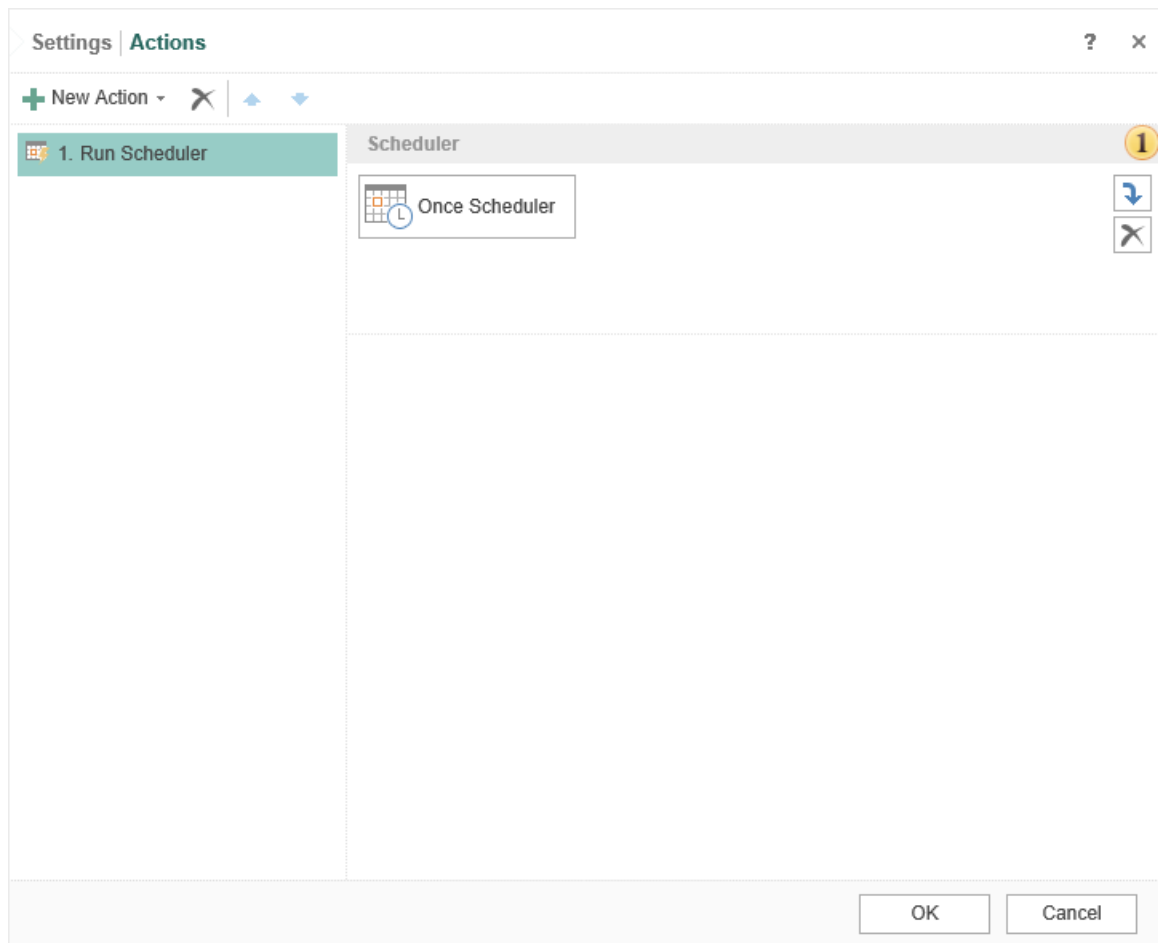 Settings | Actions ?
New Action
1. Run Scheduler
Scheduler
1
Once Scheduler
OK Cancel